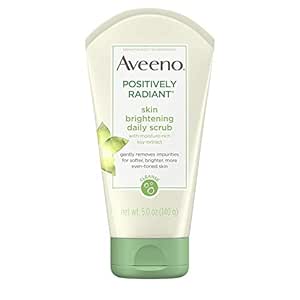 Aveeno®
POSITIVELY
RADIANT®
skin
brightening
daily scrub
with moisture-rich
soy extract
gently removes impurities
for softer, brighter, more
even-toned skin
CLEANSE
net wt. 5.0 oz (140 g)